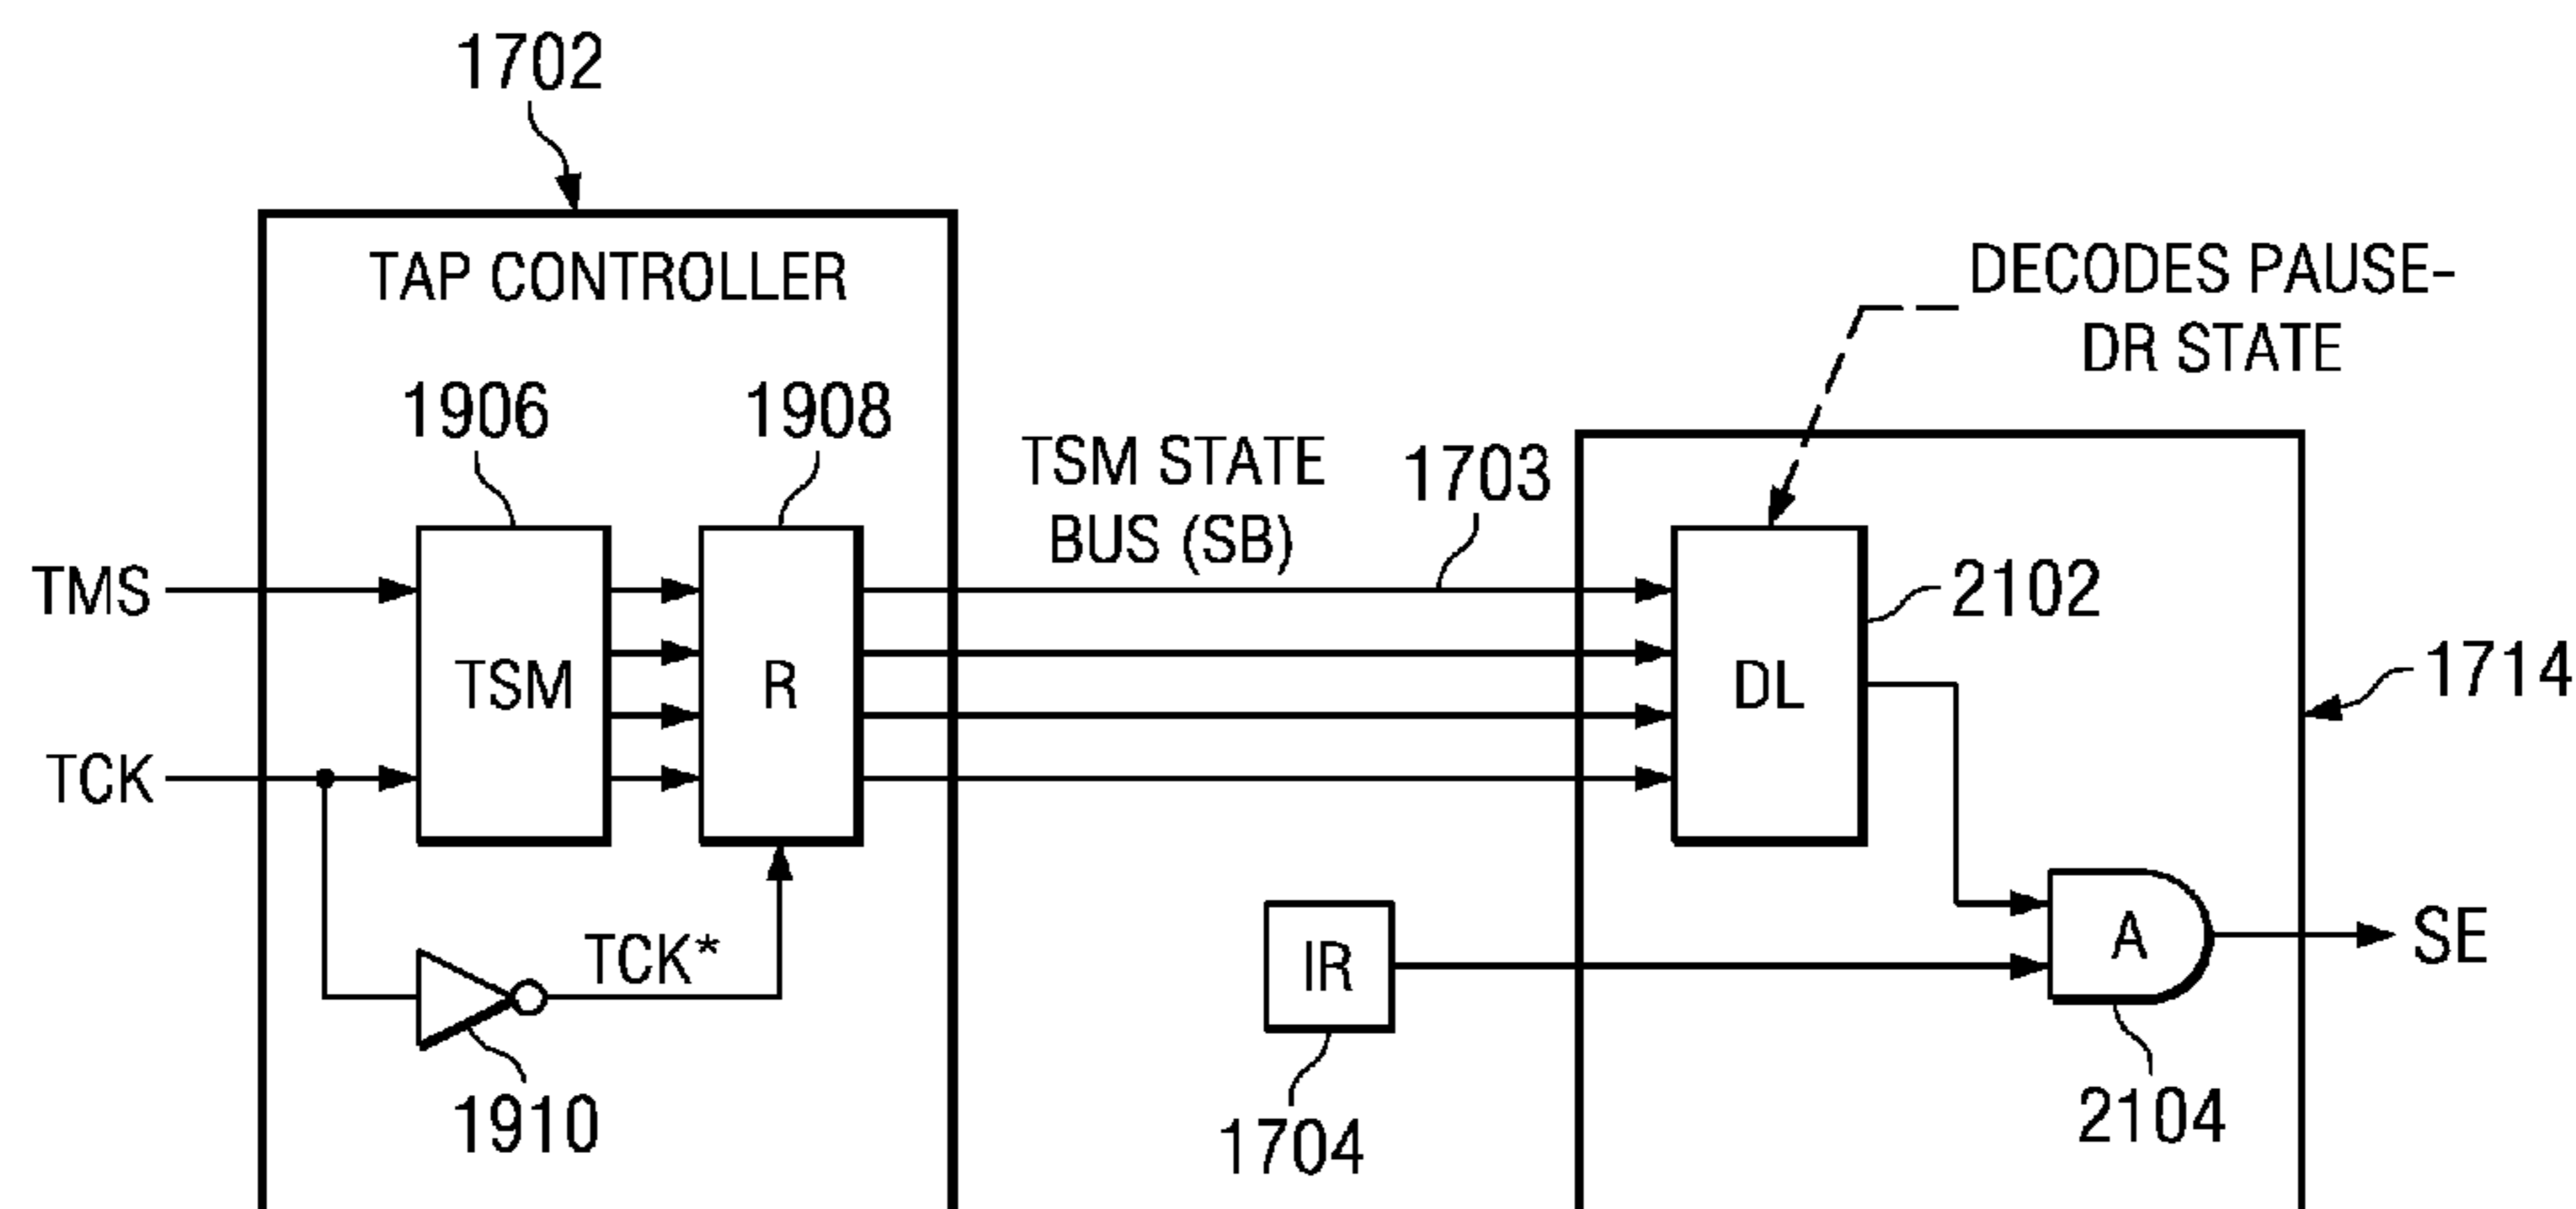 1702
TAP CONTROLLER
DECODES PAUSE-
DR STATE
1906
1908
TSM STATE
BUS (SB)
1703
TMS
TSM
R
DL
2102
1714
TCK
TCK*
IR
A
SE
1910
1704
2104